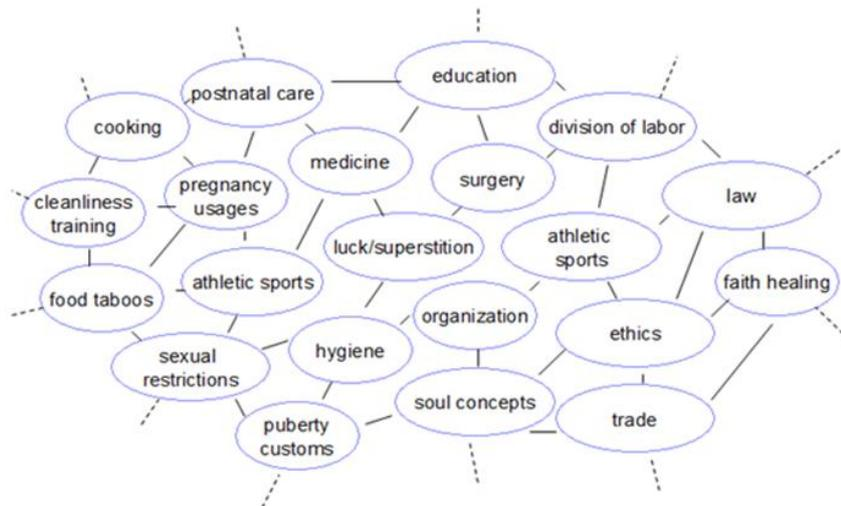 education
postnatal care
cooking
division of labor
medicine
surgery
pregnancy
usages
law
cleanliness
training
luck/superstition
athletic
sports
athletic sports
faith healing
food taboos
organization
ethics
hygiene
sexual
restrictions
soul concepts
trade
puberty
customs